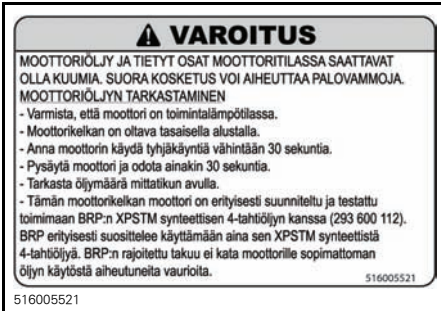 VAROITUS
MOOTTORIÖLJY JA TIETYT OSAT MOOTTORITILASSA SAATTAVAT
OLLA KUUMIA. SUORA KOSKETUS VOI AIHEUTTAA PALOVAMMOJA.
MOOTTORIÖLJYN TARKASTAMINEN
- Varmista, että moottori on toimintalämpötilassa.
- Moottorikelkan on oltava tasaisella alustalla.
- Anna moottorin käydä tyhjäkäyntiä vähintään 30 sekuntia.
- Pysäytä moottori ja odota ainakin 30 sekuntia.
- Tarkasta öljymäärä mittatikun avulla.
- Tämän moottorikelkan moottori on erityisesti suunniteltu ja testattu
toimimaan BRP:n XPSTM synteettisen 4-tahtiöljyn kanssa (293 600 112).
BRP erityisesti suosittelee käyttämään aina sen XPSTM synteettistä
4-tahtiöljyä. BRP:n rajoitettu takuu ei kata moottorille sopimattoman
öljyn käytöstä aiheutuneita vaurioita.
516005521
516005521